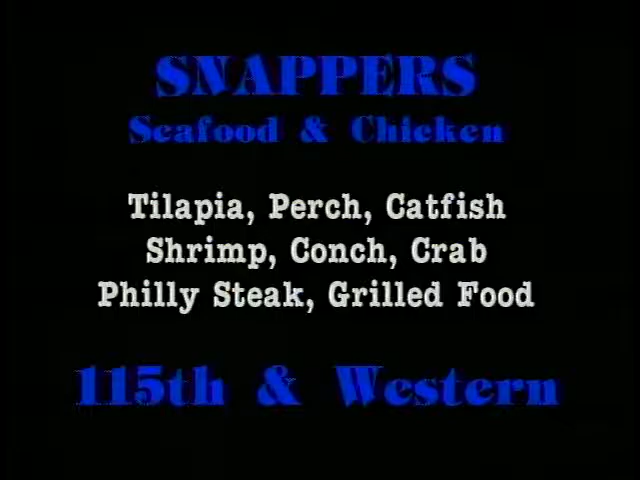 SNAPPERS
Seafood & Chicken
Tilapia, Perch, Catfish
Shrimp, Conch, Crab
Philly Steak, Grilled Food
115th & Western